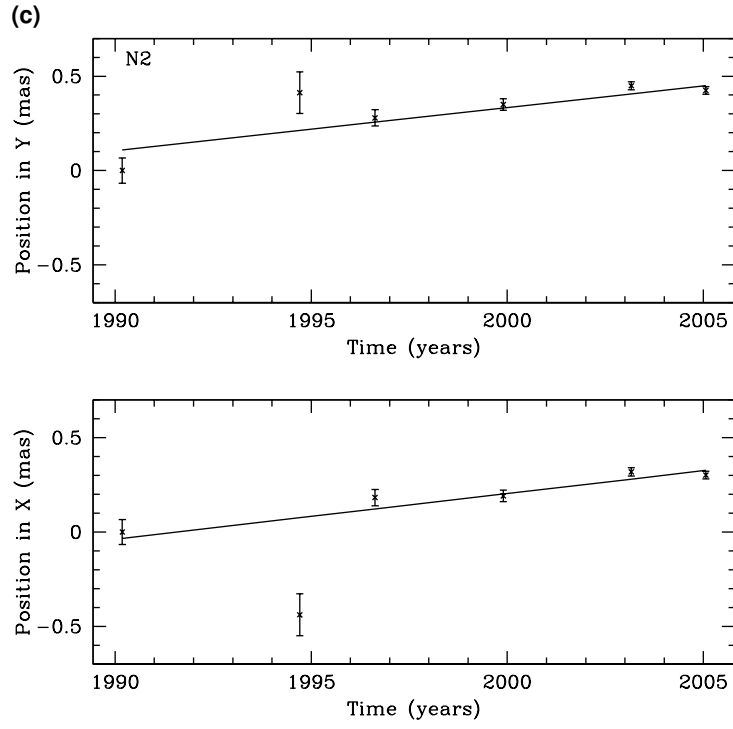 (c)
N2
Position in Y (mas)
0.5
0
−0.5
1990 1995 2000 2005
Time (years)
Position in X (mas)
0.5
0
−0.5
1990 1995 2000 2005
Time (years)